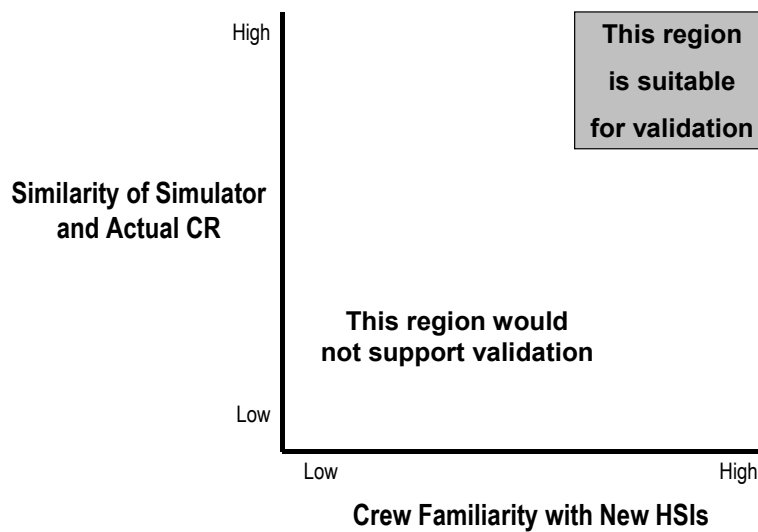 High
This region
is suitable
for validation
Similarity of Simulator
and Actual CR
This region would
not support validation
Low
Low
High
Crew Familiarity with New HSIs